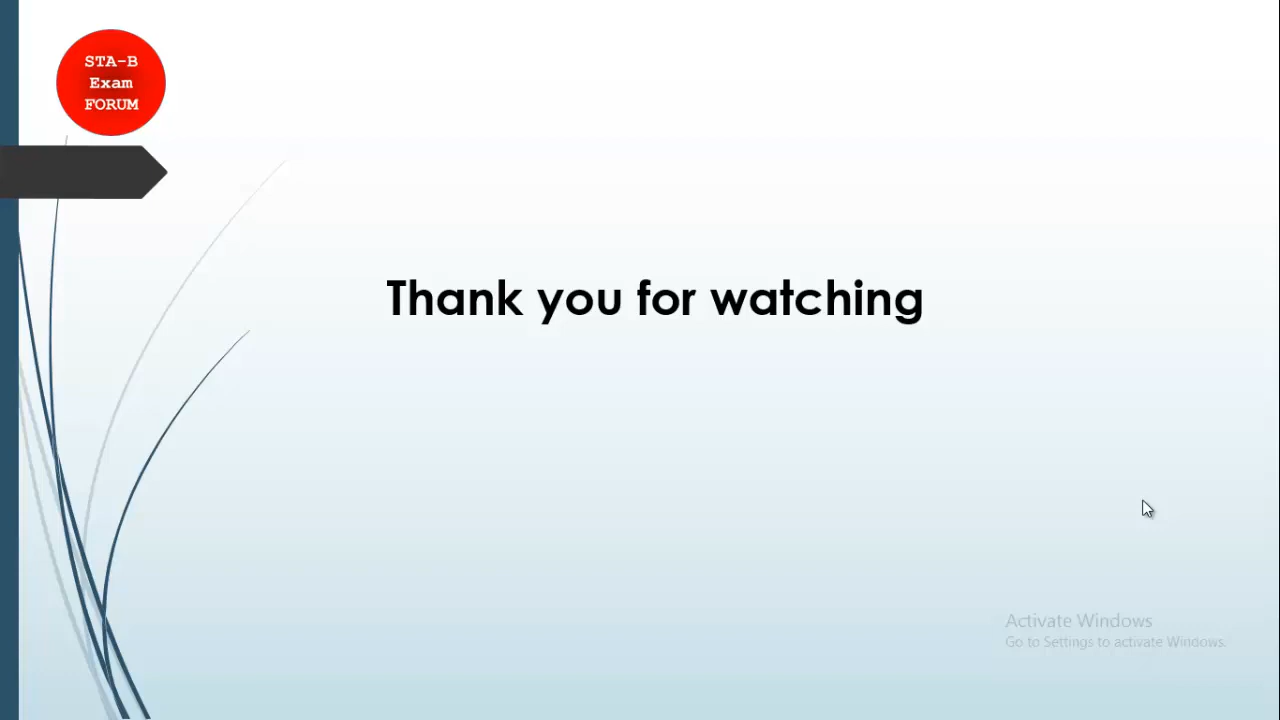 STA-B
Exam
FORUM
Thank you for watching
Activate Windows
Go to Settings to activate Windows.